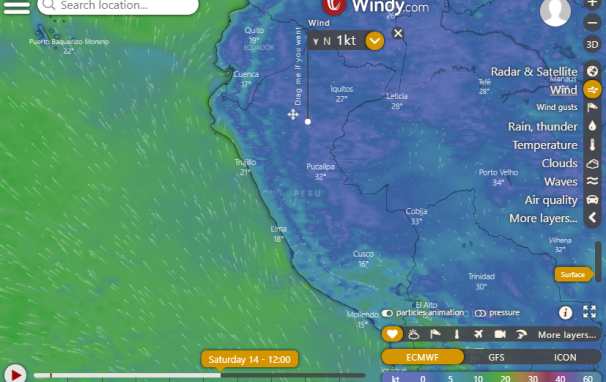 Search location...
Windy.com
26°
3D
Wind
N 1kt
Drag me if you want
Quito
19°
ECUADOR
Puerto Baquerizo Moreno
22°
Cuenca
17°
Iquitos
27°
Leticia
28°
Tefé
28°
Manaus
Radar & Satellite
Wind
Wind gusts
Rain, thunder
Temperature
Clouds
Waves
Air quality
More layers...
Trujillo
21°
Pucallpa
32°
Porto Velho
34°
PERU
Cobija
33°
Lima
18°
Vilhena
32°
Cusco
16°
Trinidad
30°
Surface
Mollendo
15°
El Alto
particles animation
pressure
More layers...
ECMWF
GFS
ICON
Saturday 14 - 12:00
kt 0 5 10 20 40 60